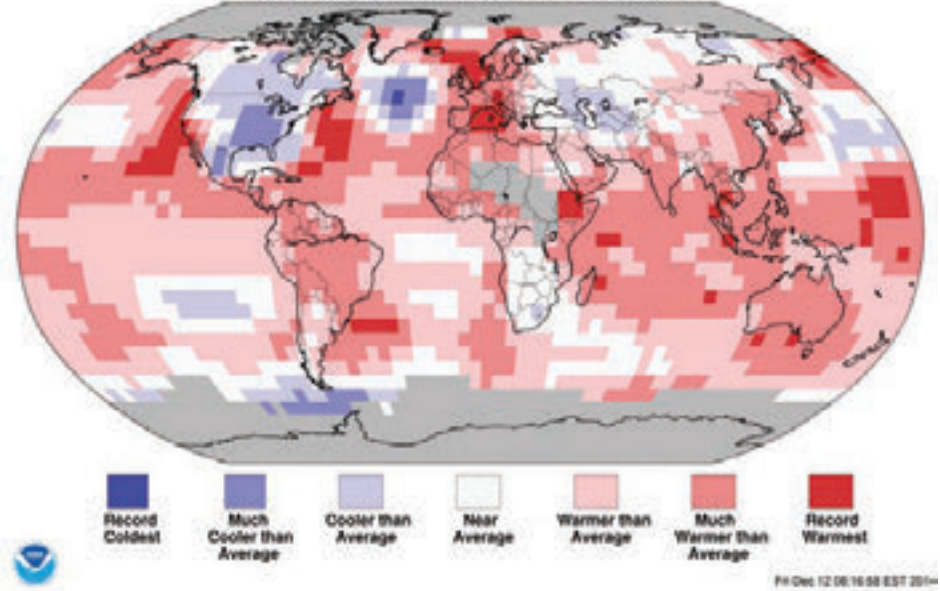 Record
Coldest
Much
Cooler than
Average
Cooler than
Average
Near
Average
Warmer than
Average
Much
Warmer than
Average
Record
Warmest
Fri Dec 12 08:16:58 EST